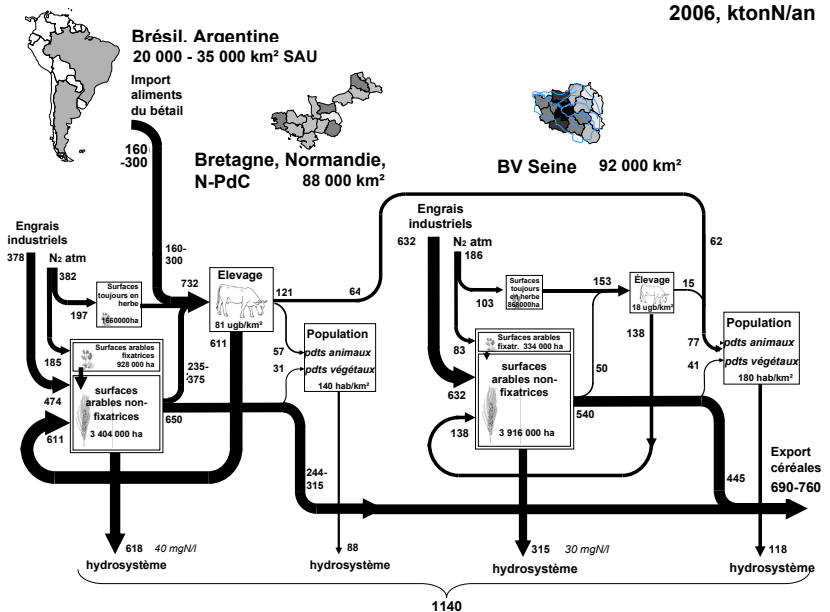 2006, ktonN/an
Brésil, Argentine
20 000 - 35 000 km² SAU
Import
aliments
du bétail
160
-300
Bretagne, Normandie,
N-PdC
88 000 km²
BV Seine
92 000 km²
Engrais
industriels
378
N₂ atm
382
197
Surfaces
toujours en
herbe
1660000ha
160-
300
732
Elevage
81 ugb/km²
611
121
64
62
Engrais
industriels
632
N₂ atm
186
103
Surfaces
toujours
en herbe
868000ha
153
Élevage
18 ugb/km²
138
15
185
Surfaces arables
fixatrices
928 000 ha
235-
375
474
surfaces
arables non-
fixatrices
3 404 000 ha
611
650
Population
pdts animaux
pdts végétaux
140 hab/km²
57
31
83
Surfaces arables
fixatr. 334 000 ha
50
632
surfaces
arables non-
fixatrices
3 916 000 ha
138
540
Population
pdts animaux
pdts végétaux
180 hab/km²
77
41
244-
315
445
Export
céréales
690-760
618
40 mgN/l
hydrosystème
88
hydrosystème
315
30 mgN/l
hydrosystème
118
hydrosystème
1140